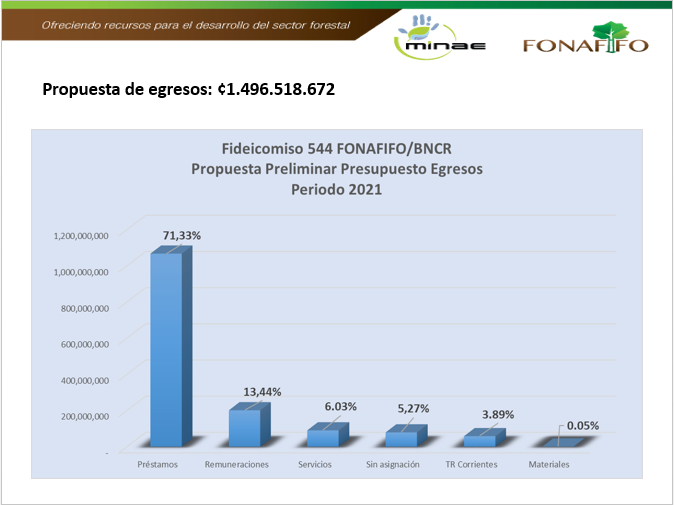 Ofreciendo recursos para el desarrollo del sector forestal
minae
FONAFIFO
Propuesta de egresos: ¢1.496.518.672
Fideicomiso 544 FONAFIFO/BNCR
Propuesta Preliminar Presupuesto Egresos
Periodo 2021
1,200,000,000
1,000,000,000
800,000,000
600,000,000
400,000,000
200,000,000
-
71,33%
13,44%
6.03%
5,27%
3.89%
0.05%
Préstamos
Remuneraciones
Servicios
Sin asignación
TR Corrientes
Materiales